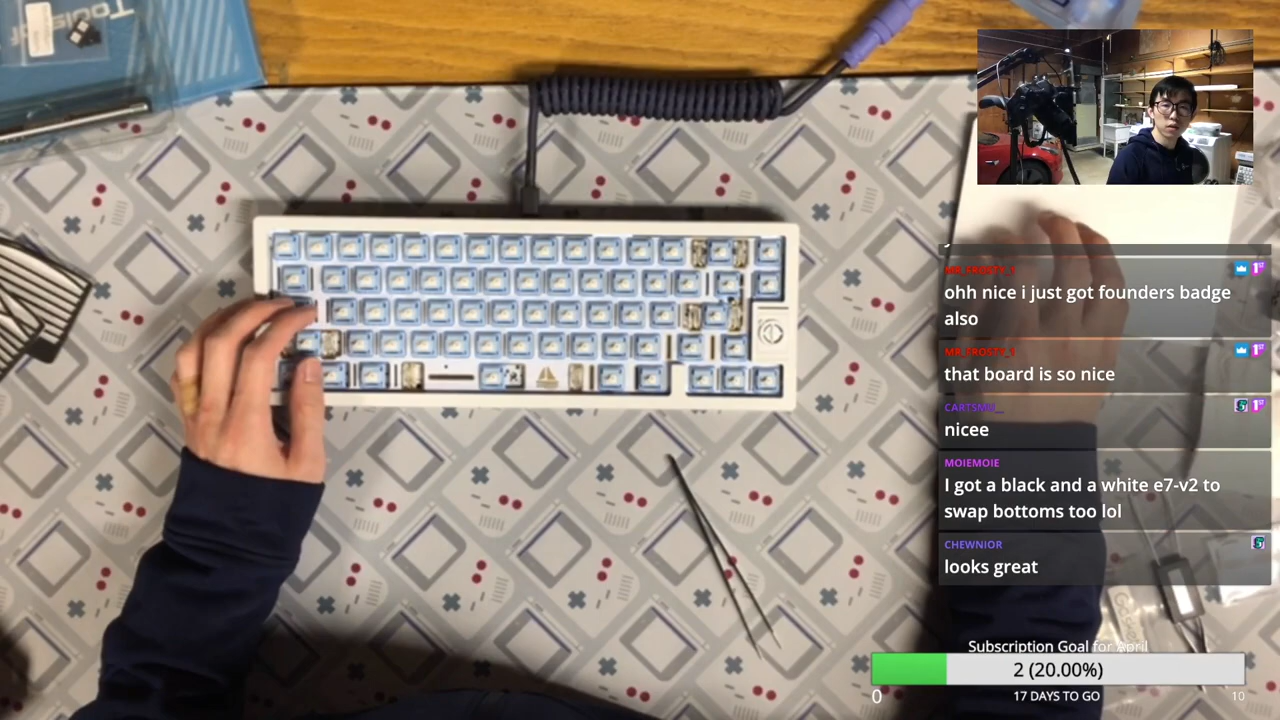 MR_FROSTY_1
ohh nice i just got founders badge
also
MR_FROSTY_1
that board is so nice
nicee
MOIEMOIE
I got a black and a white e7-v2 to
swap bottoms too lol
CHEWNIOR
looks great
Subscription Goal for April
2 (20.00%)
0
17 DAYS TO GO
10